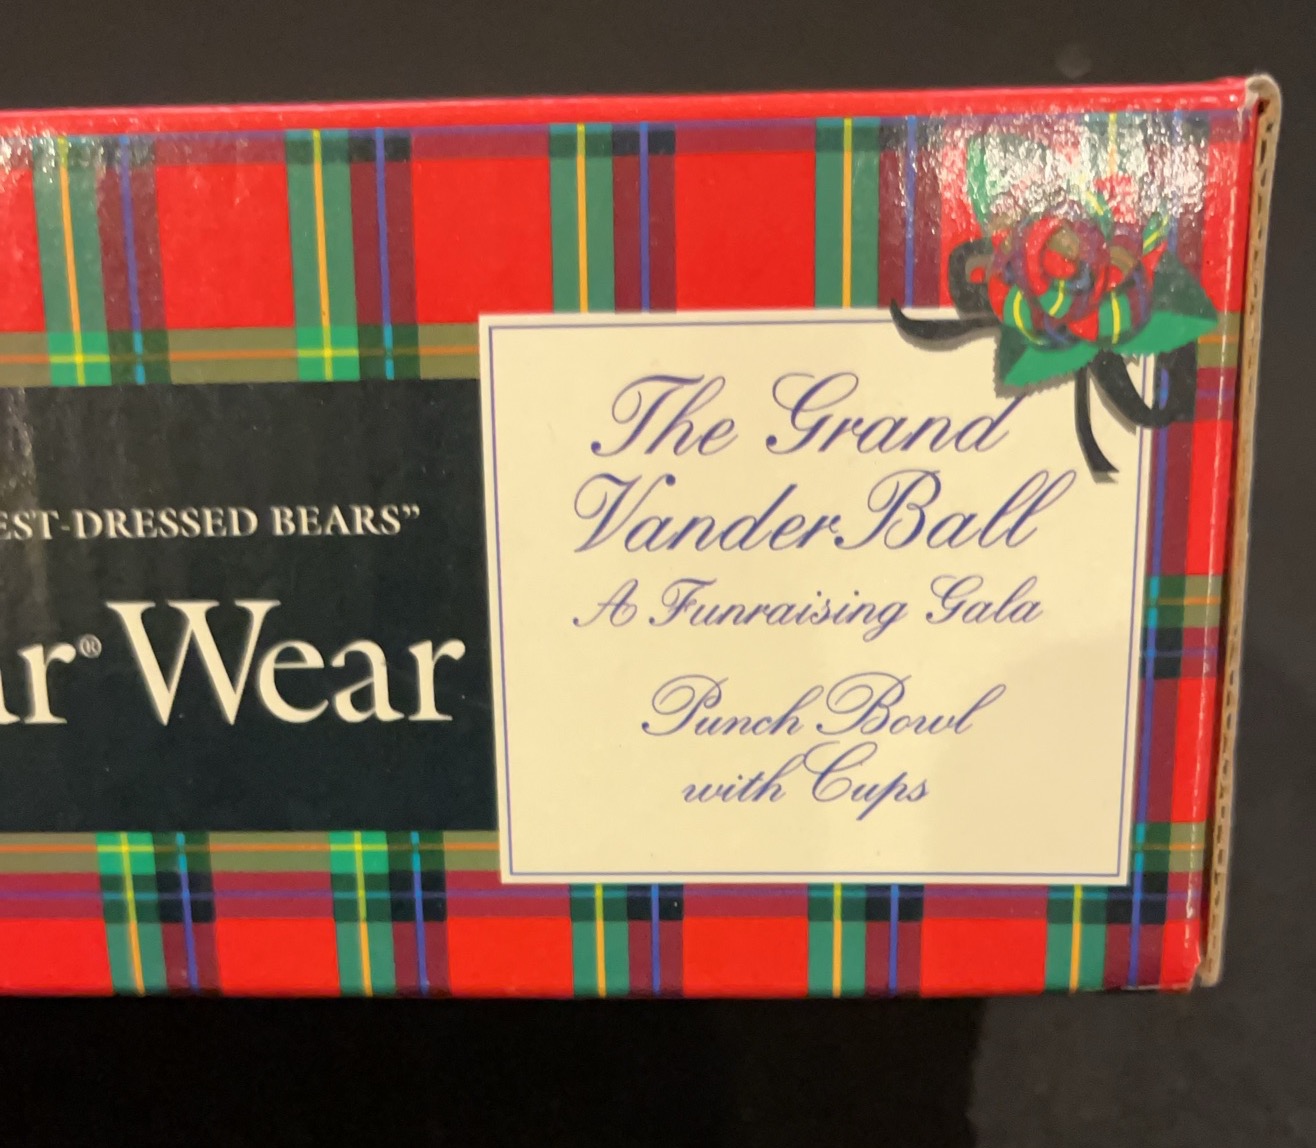 EST-DRESSED BEARS”
ar® Wear
The Grand
VanderBall
A Funraising Gala
Punch Bowl
with Cups